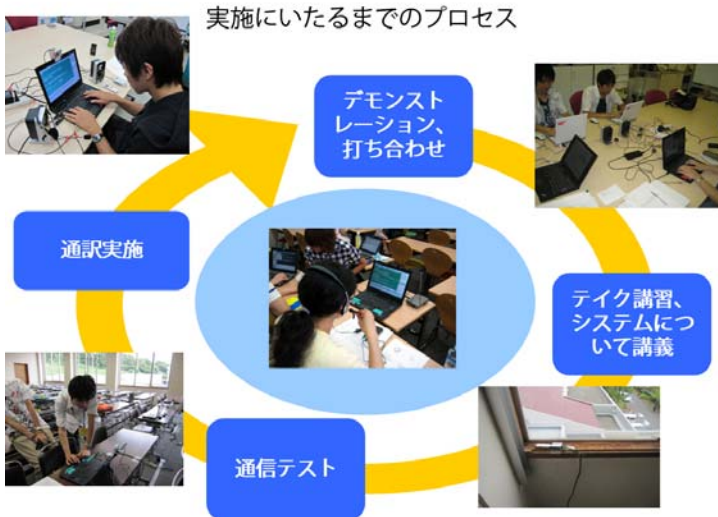 実施にいたるまでのプロセス
デモンスト
レーション、
打ち合わせ
テイク講習、
システムにつ
いて講義
通信テスト
通訳実施